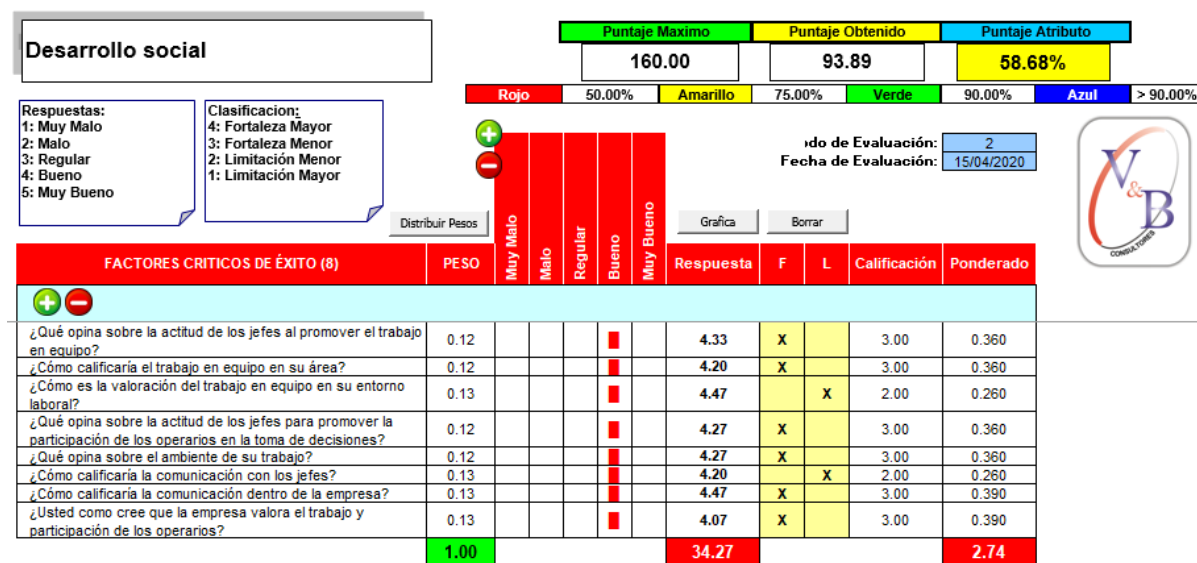 Desarrollo social
Puntaje Maximo Puntaje Obtenido Puntaje Atributo
160.00 93.89 58.68%
Rojo 50.00% Amarillo 75.00% Verde 90.00% Azul > 90.00%
Respuestas:
1: Muy Malo
2: Malo
3: Regular
4: Bueno
5: Muy Bueno
Clasificacion:
4: Fortaleza Mayor
3: Fortaleza Menor
2: Limitación Menor
1: Limitación Mayor
do de Evaluación: 2
Fecha de Evaluación: 15/04/2020
V&B
CONSULTORES
Distribuir Pesos
Grafica Borrar
FACTORES CRITICOS DE ÉXITO (8) PESO Muy Malo Malo Regular Bueno Muy Bueno Respuesta F L Calificación Ponderado
¿Qué opina sobre la actitud de los jefes al promover el trabajo
en equipo? 0.12 4.33 X 3.00 0.360
¿Cómo calificaría el trabajo en equipo en su área? 0.12 4.20 X 3.00 0.360
¿Cómo es la valoración del trabajo en equipo en su entorno
laboral? 0.13 4.47 X 2.00 0.260
¿Qué opina sobre la actitud de los jefes para promover la
participación de los operarios en la toma de decisiones? 0.12 4.27 X 3.00 0.360
¿Qué opina sobre el ambiente de su trabajo? 0.12 4.27 X 3.00 0.360
¿Cómo calificaría la comunicación con los jefes? 0.13 4.20 X 2.00 0.260
¿Cómo calificaría la comunicación dentro de la empresa? 0.13 4.47 X 3.00 0.390
¿Usted como cree que la empresa valora el trabajo y
participación de los operarios? 0.13 4.07 X 3.00 0.390
1.00 34.27 2.74